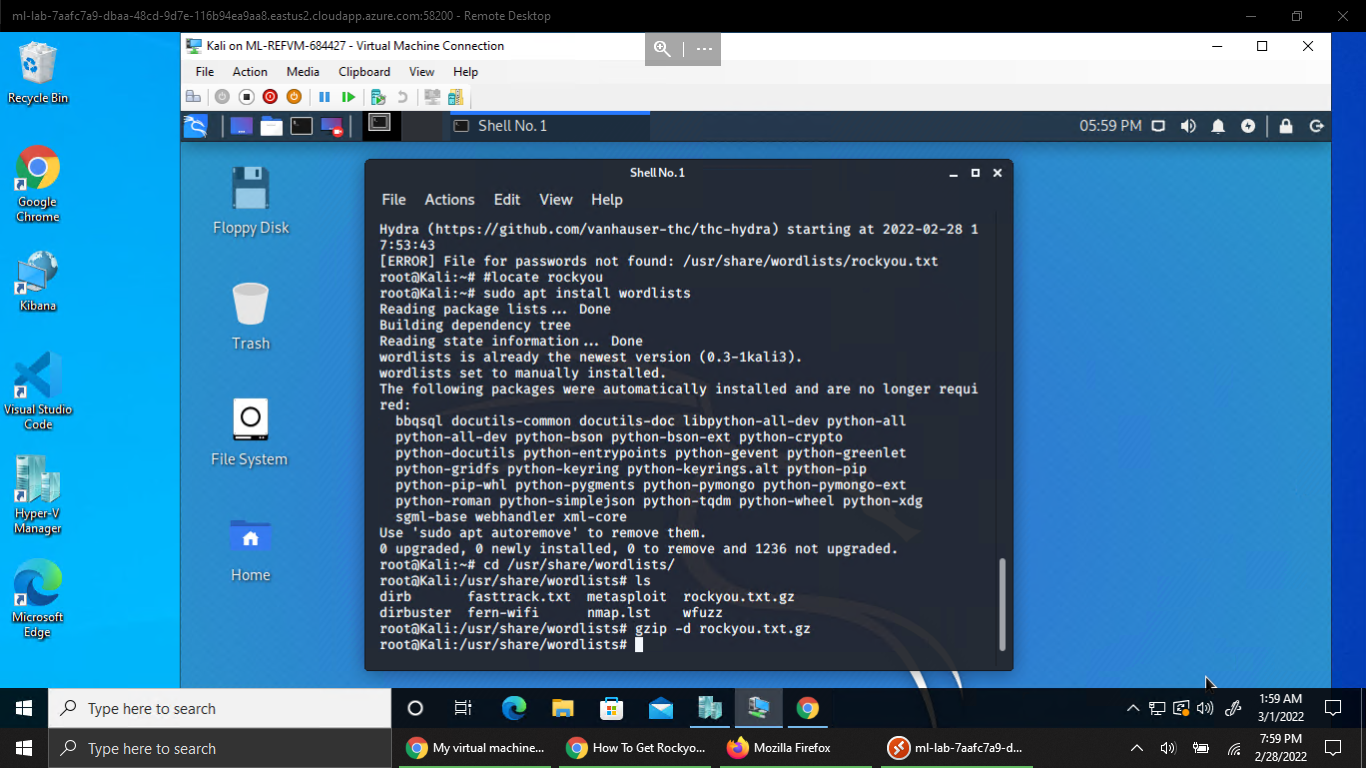 ml-lab-7aafc7a9-dbaa-48cd-9d7e-116b94ea9aa8.eastus2.cloudapp.azure.com:58200 - Remote Desktop
Kali on ML-REFVM-684427 - Virtual Machine Connection
File Action Media Clipboard View Help
Shell No. 1
05:59 PM
Recycle Bin
Google
Chrome
Kibana
Visual Studio
Code
Hyper-V
Manager
Microsoft
Edge
Floppy Disk
Trash
File System
Home
Shell No. 1
File Actions Edit View Help
Hydra (https://github.com/vanhauser-thc/thc-hydra) starting at 2022-02-28 1
7:53:43
[ERROR] File for passwords not found: /usr/share/wordlists/rockyou.txt
root@Kali:~# #locate rockyou
root@Kali:~# sudo apt install wordlists
Reading package lists... Done
Building dependency tree
Reading state information... Done
wordlists is already the newest version (0.3-1kali3).
wordlists set to manually installed.
The following packages were automatically installed and are no longer requi
red:
bbqsql docutils-common docutils-doc libpython-all-dev python-all
python-all-dev python-bson python-bson-ext python-crypto
python-docutils python-entrypoints python-gevent python-greenlet
python-gridfs python-keyring python-keyrings.alt python-pip
python-pip-whl python-pygments python-pymongo python-pymongo-ext
python-roman python-simplejson python-tqdm python-wheel python-xdg
sgml-base webhandler xml-core
Use 'sudo apt autoremove' to remove them.
0 upgraded, 0 newly installed, 0 to remove and 1236 not upgraded.
root@Kali:~# cd /usr/share/wordlists/
root@Kali:/usr/share/wordlists# ls
dirb fasttrack.txt metasploit rockyou.txt.gz
dirbuster fern-wifi nmap.lst wfuzz
root@Kali:/usr/share/wordlists# gzip -d rockyou.txt.gz
root@Kali:/usr/share/wordlists#
Type here to search
1:59 AM
3/1/2022
Type here to search
My virtual machine...
How To Get Rockyo...
Mozilla Firefox
ml-lab-7aafc7a9-d...
7:59 PM
2/28/2022